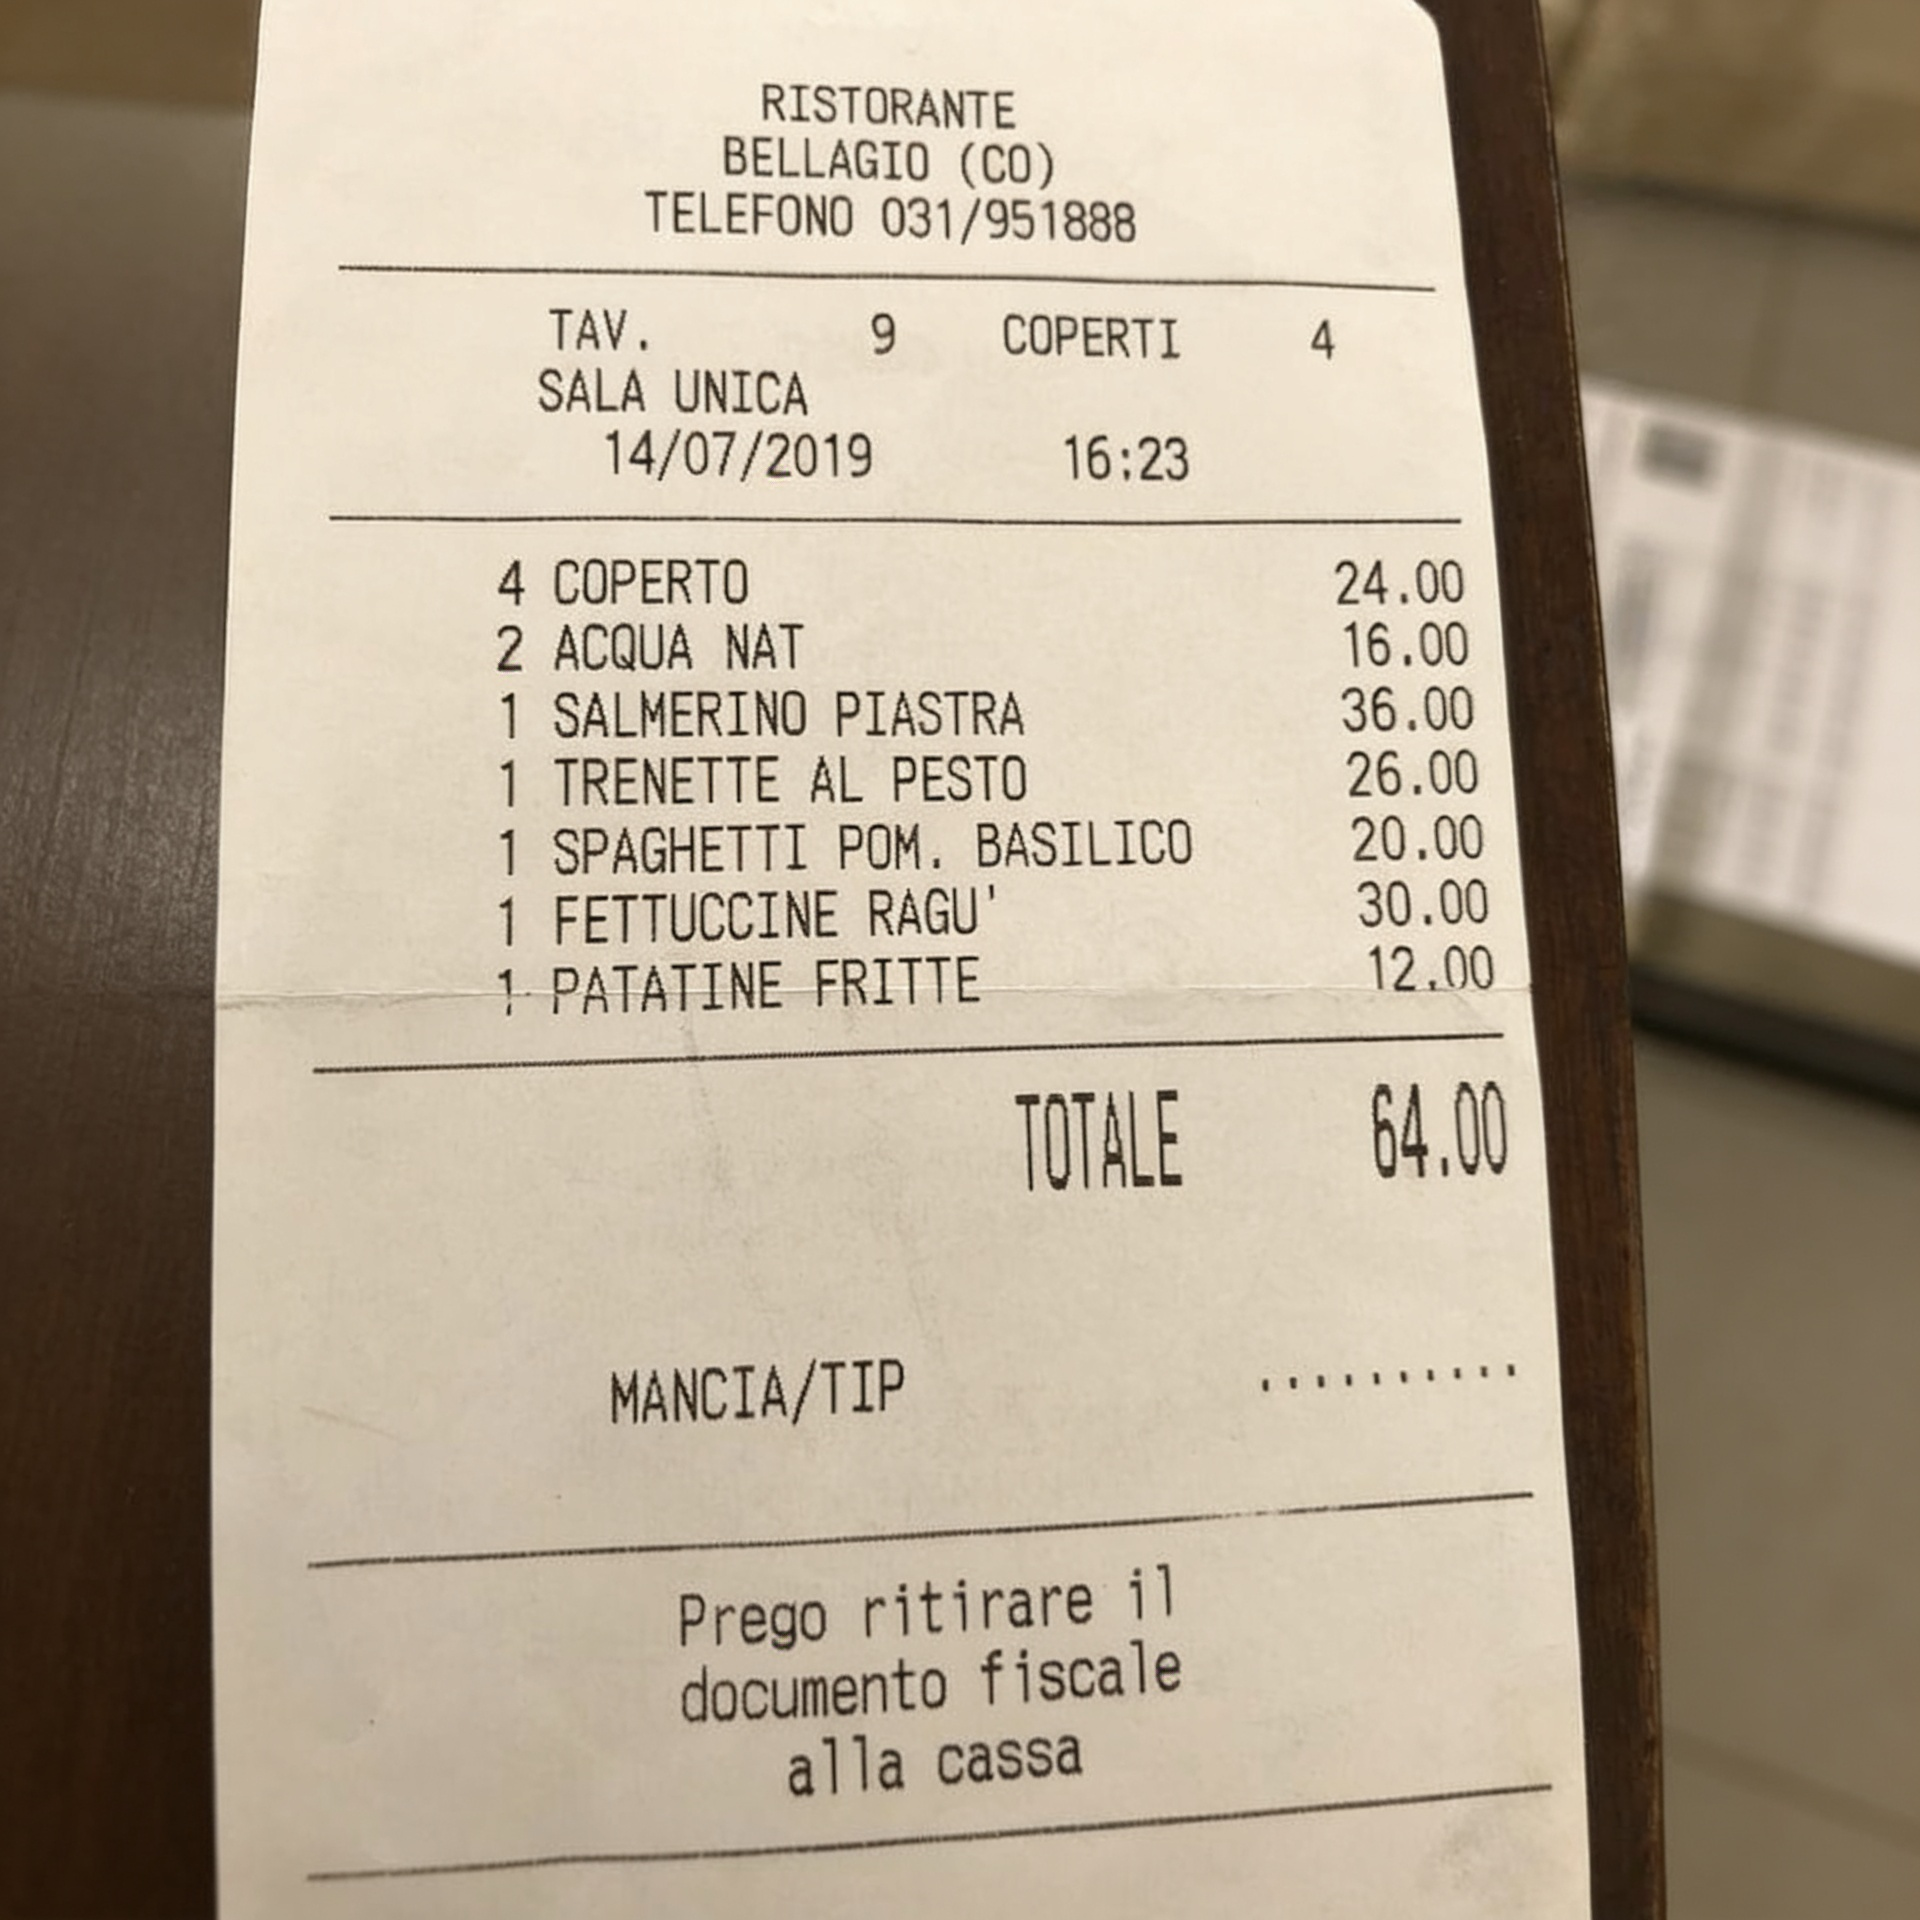 RISTORANTE
BELLAGIO (CO)
TELEFONO 031/951888
TAV. 9 COPERTI 4
SALA UNICA
14/07/2019 16:23
4 COPERTO 24.00
2 ACQUA NAT 16.00
1 SALMERINO PIASTRA 36.00
1 TRENETTE AL PESTO 26.00
1 SPAGHETTI POM. BASILICO 20.00
1 FETTUCCINE RAGU' 30.00
1 PATATINE FRITTE 12.00
TOTALE 64.00
MANCIA/TIP ..........
Prego ritirare il
documento fiscale
alla cassa